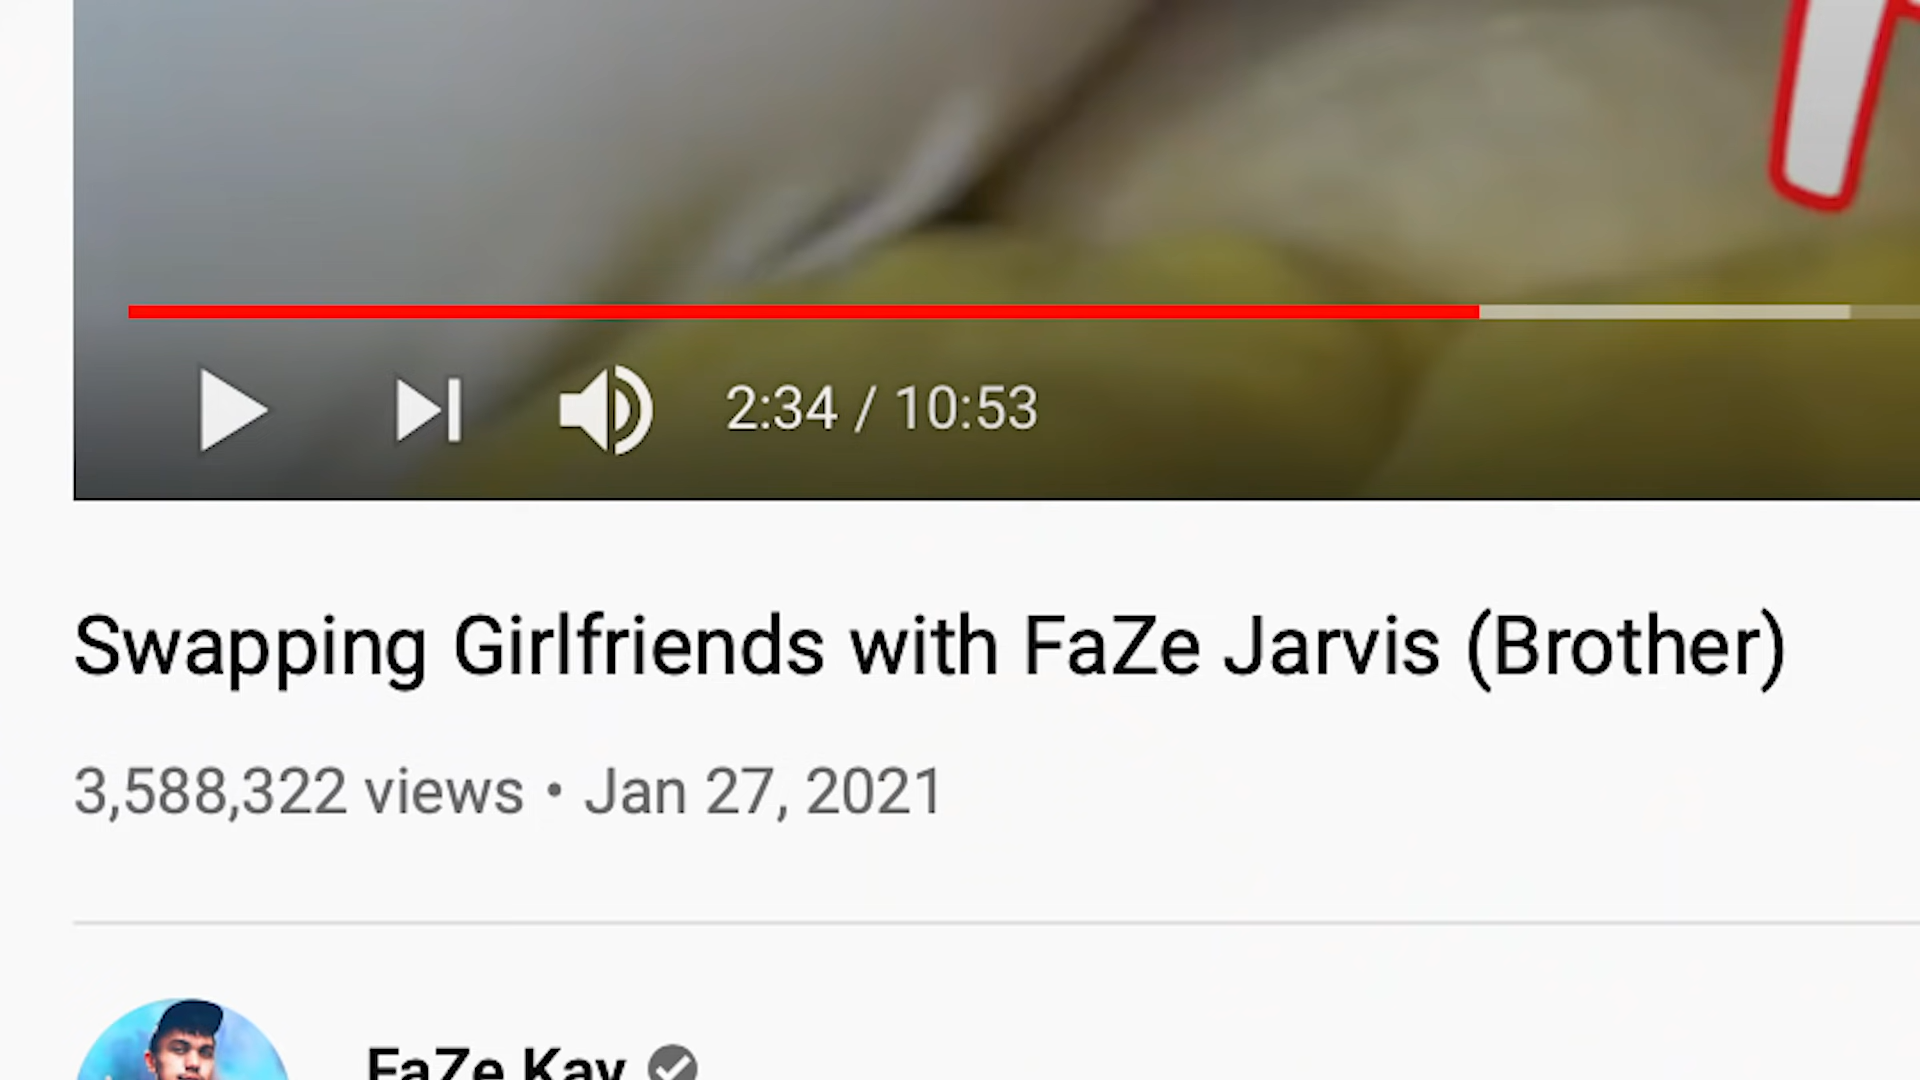 2:34 / 10:53
Swapping Girlfriends with FaZe Jarvis (Brother)
3,588,322 views • Jan 27, 2021
FaZe Kay